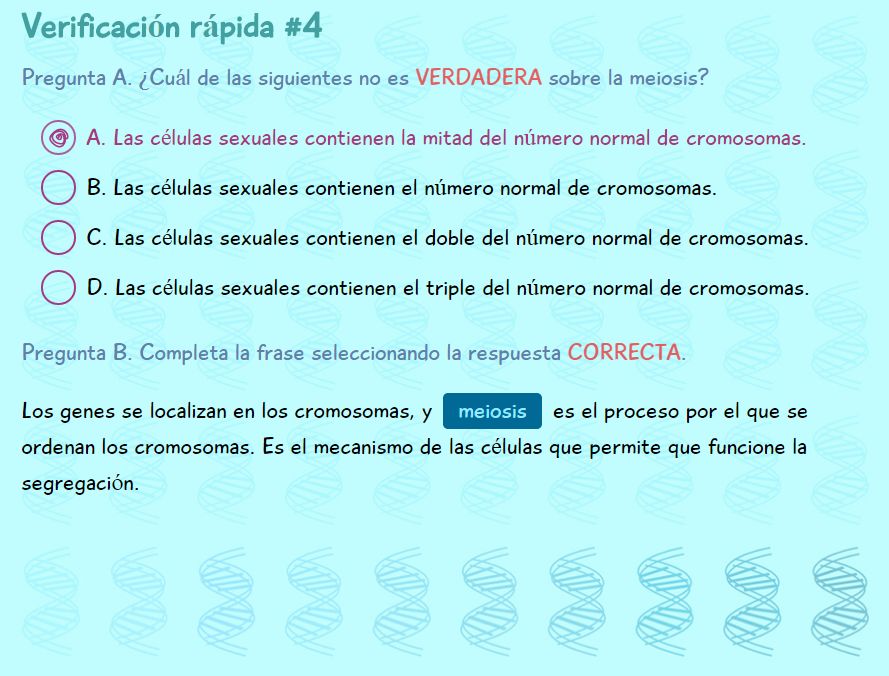 Verificación rápida #4
Pregunta A. ¿Cuál de las siguientes no es VERDADERA sobre la meiosis?
A. Las células sexuales contienen la mitad del número normal de cromosomas.
B. Las células sexuales contienen el número normal de cromosomas.
C. Las células sexuales contienen el doble del número normal de cromosomas.
D. Las células sexuales contienen el triple del número normal de cromosomas.
Pregunta B. Completa la frase seleccionando la respuesta CORRECTA.
Los genes se localizan en los cromosomas, y meiosis es el proceso por el que se
ordenan los cromosomas. Es el mecanismo de las células que permite que funcione la
segregación.